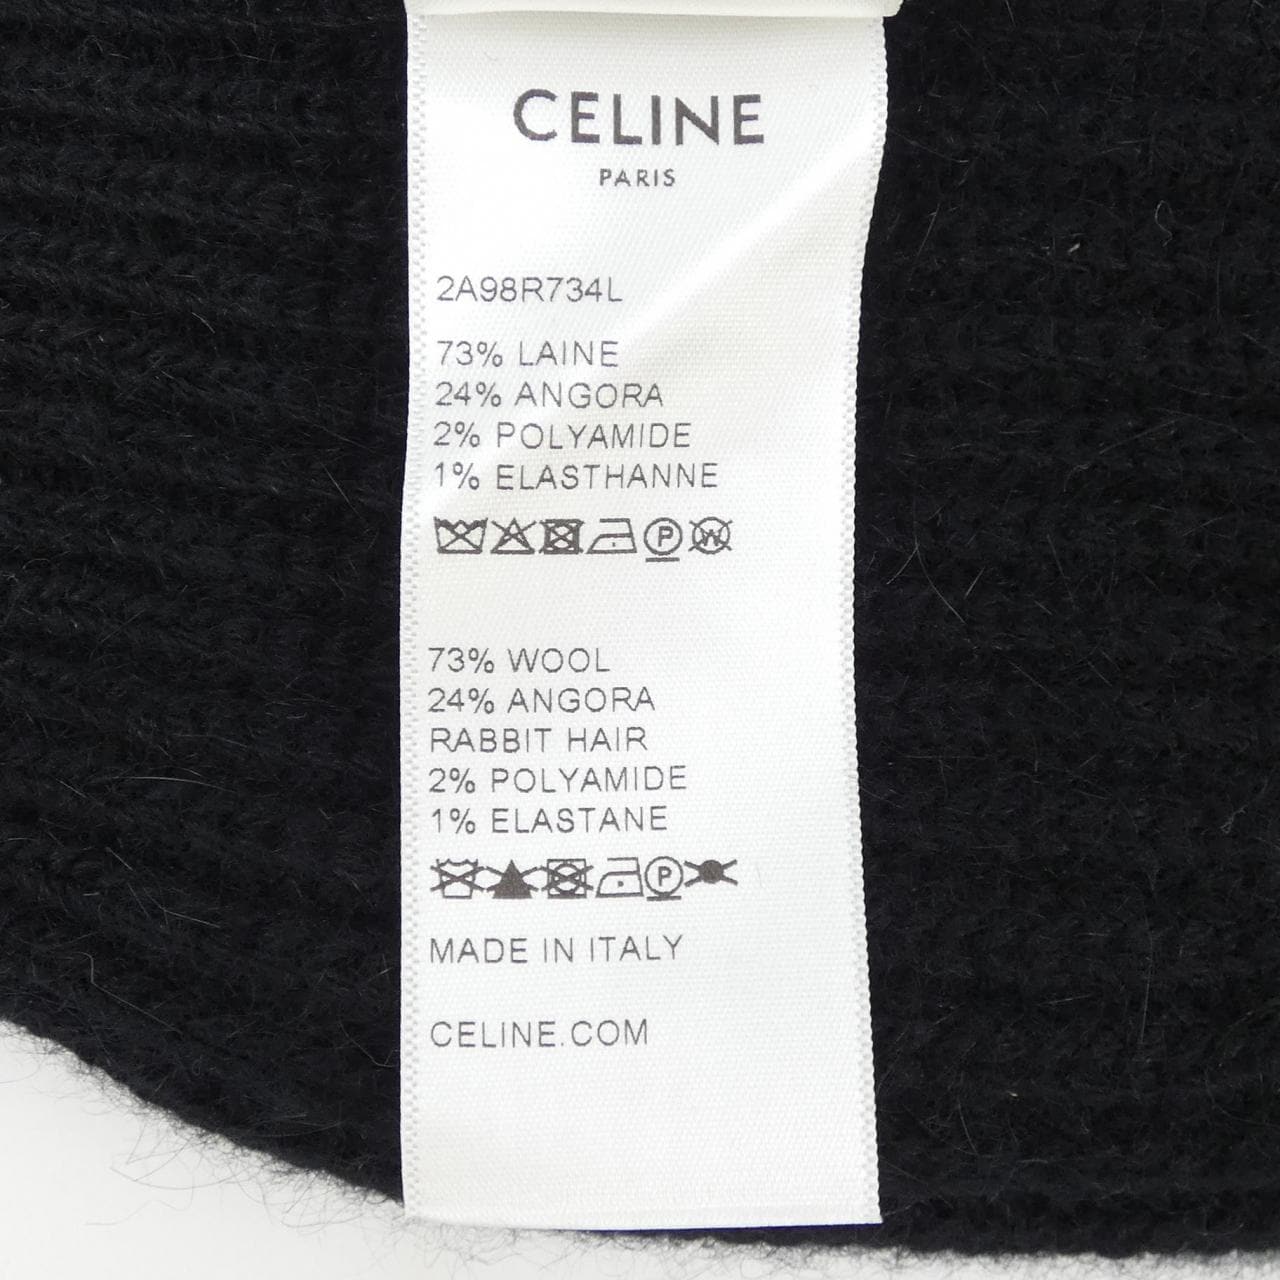 CELINE
PARIS
2A98R734L
73% LAINE
24% ANGORA
2% POLYAMIDE
1% ELASTHANNE
P W
73% WOOL
24% ANGORA
RABBIT HAIR
2% POLYAMIDE
1% ELASTANE
P
MADE IN ITALY
CELINE.COM